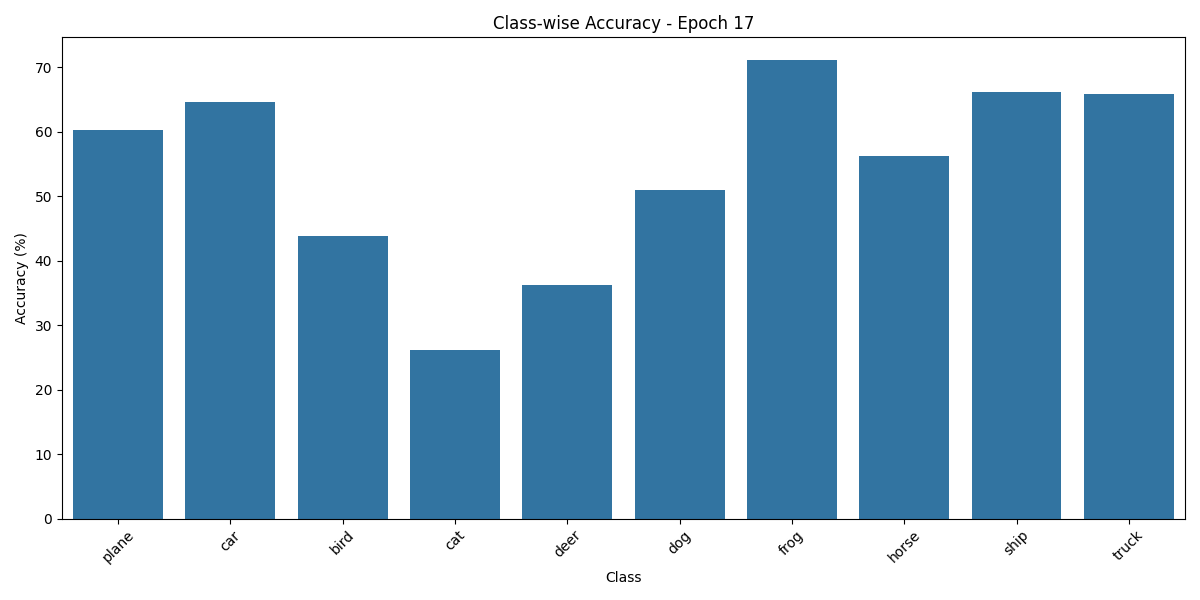 Class-wise Accuracy - Epoch 17
Accuracy (%)
70
60
50
40
30
20
10
0
plane
car
bird
cat
deer
dog
frog
horse
ship
truck
Class